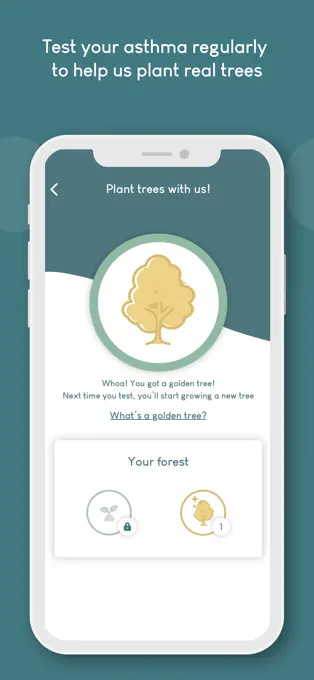 Test your asthma regularly
to help us plant real trees
Plant trees with us!
Whoa! You got a golden tree!
Next time you test, you'll start growing a new tree
What's a golden tree?
Your forest
1